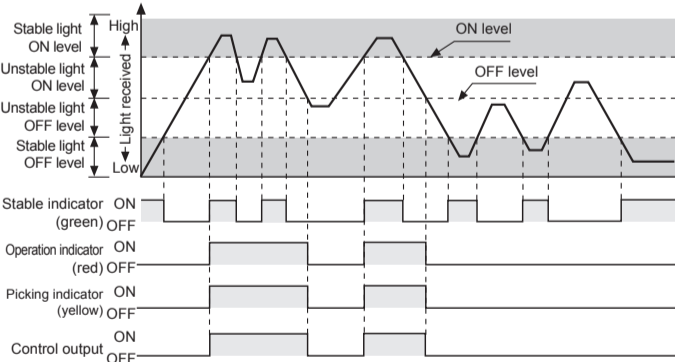 Stable light
ON level
Unstable light
ON level
Unstable light
OFF level
Stable light
OFF level
High
Light received
Low
ON level
OFF level
Stable indicator
(green)
ON
OFF
Operation indicator
(red)
ON
OFF
Picking indicator
(yellow)
ON
OFF
Control output
ON
OFF